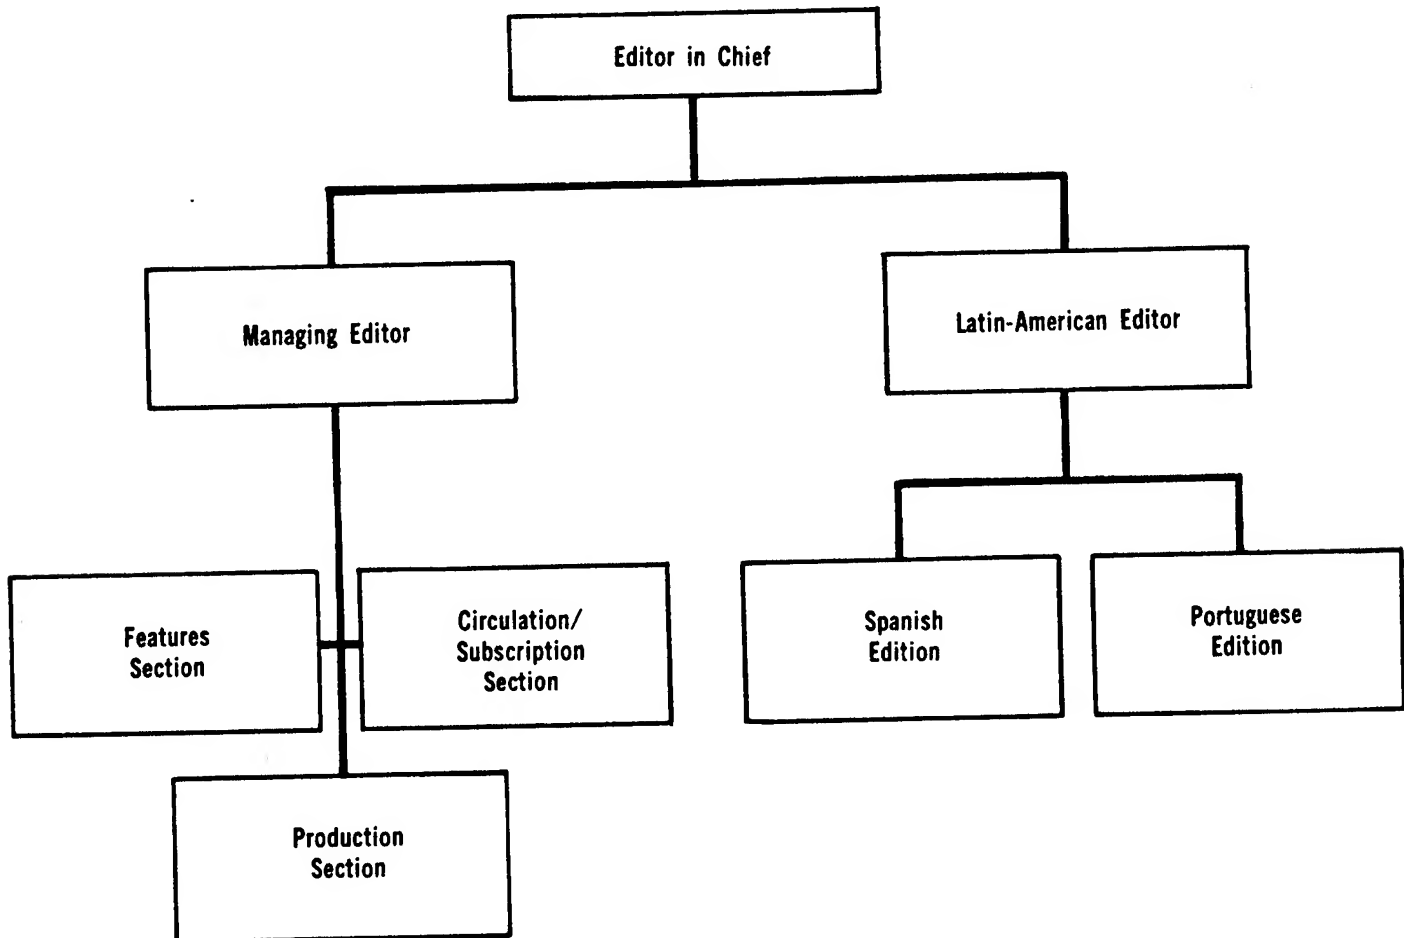 Editor in Chief
Managing Editor
Latin-American Editor
Features
Section
Circulation/
Subscription
Section
Spanish
Edition
Portuguese
Edition
Production
Section